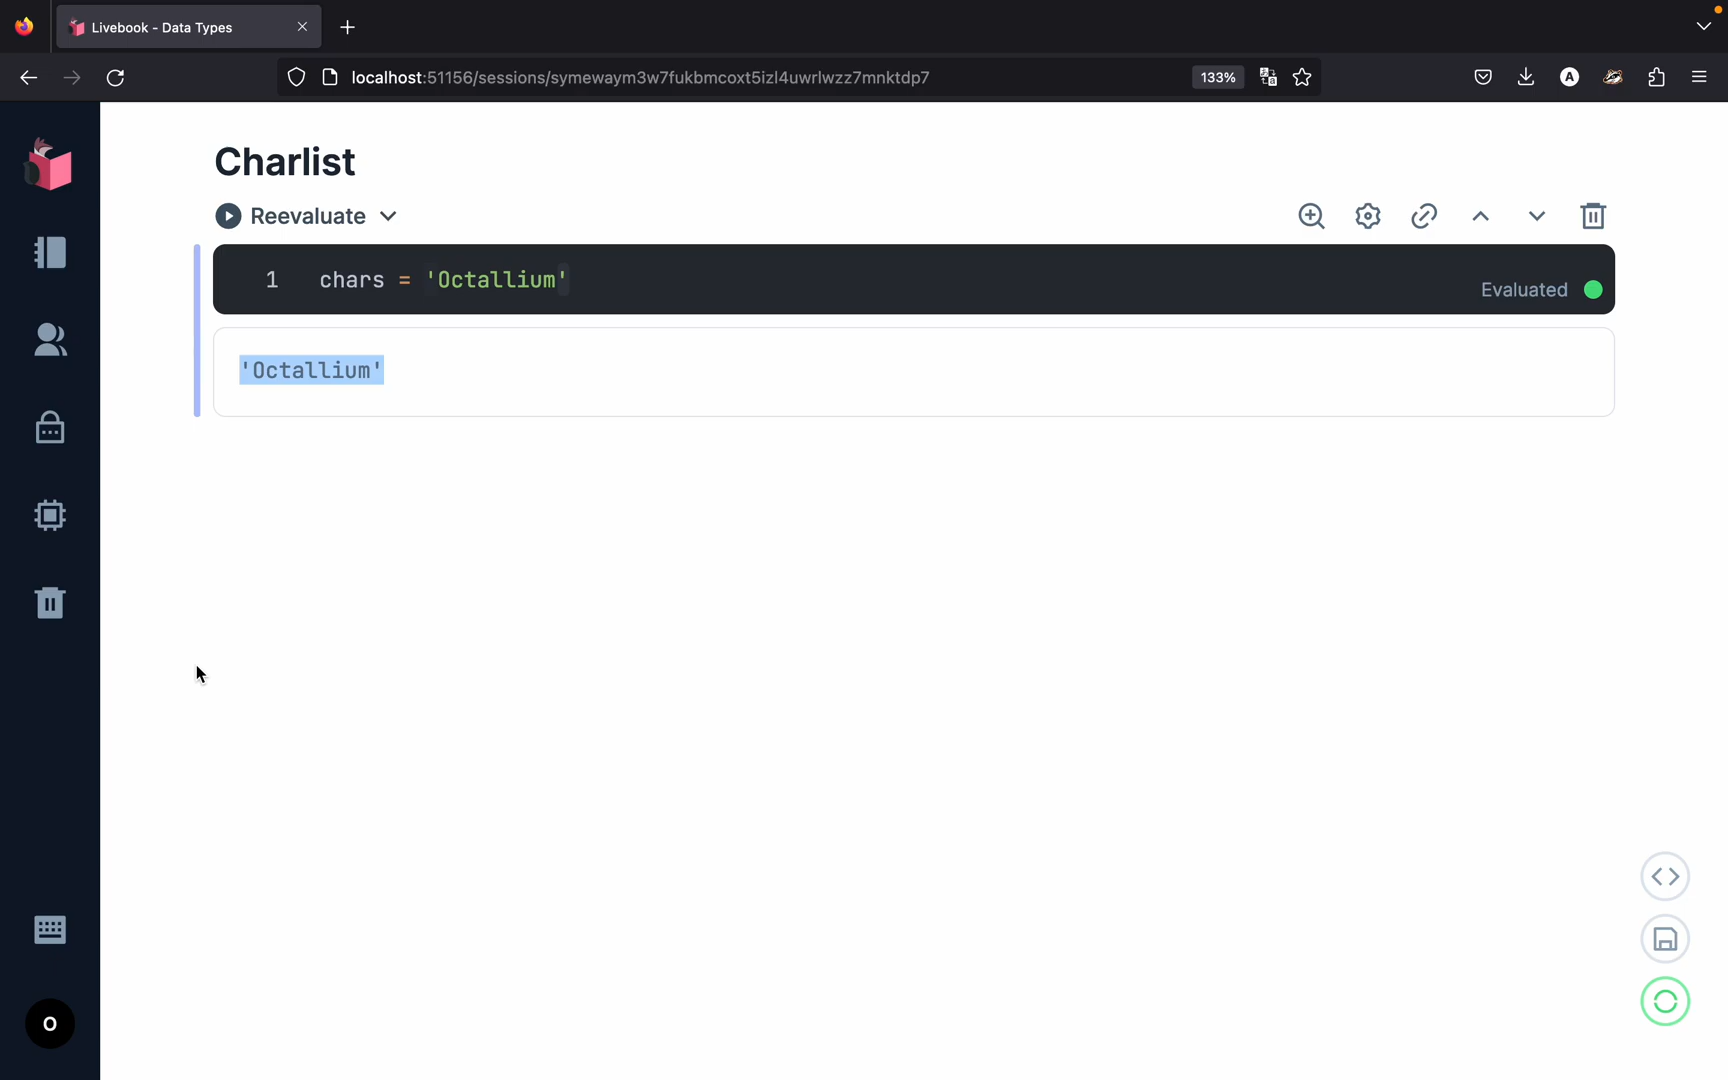 Livebook - Data Types
localhost:51156/sessions/symewaym3w7fukbmcoxt5izl4uwrlwzz7mnktdp7
133%
A
Charlist
Reevaluate
1 chars = 'Octallium'
Evaluated
'Octallium'
O